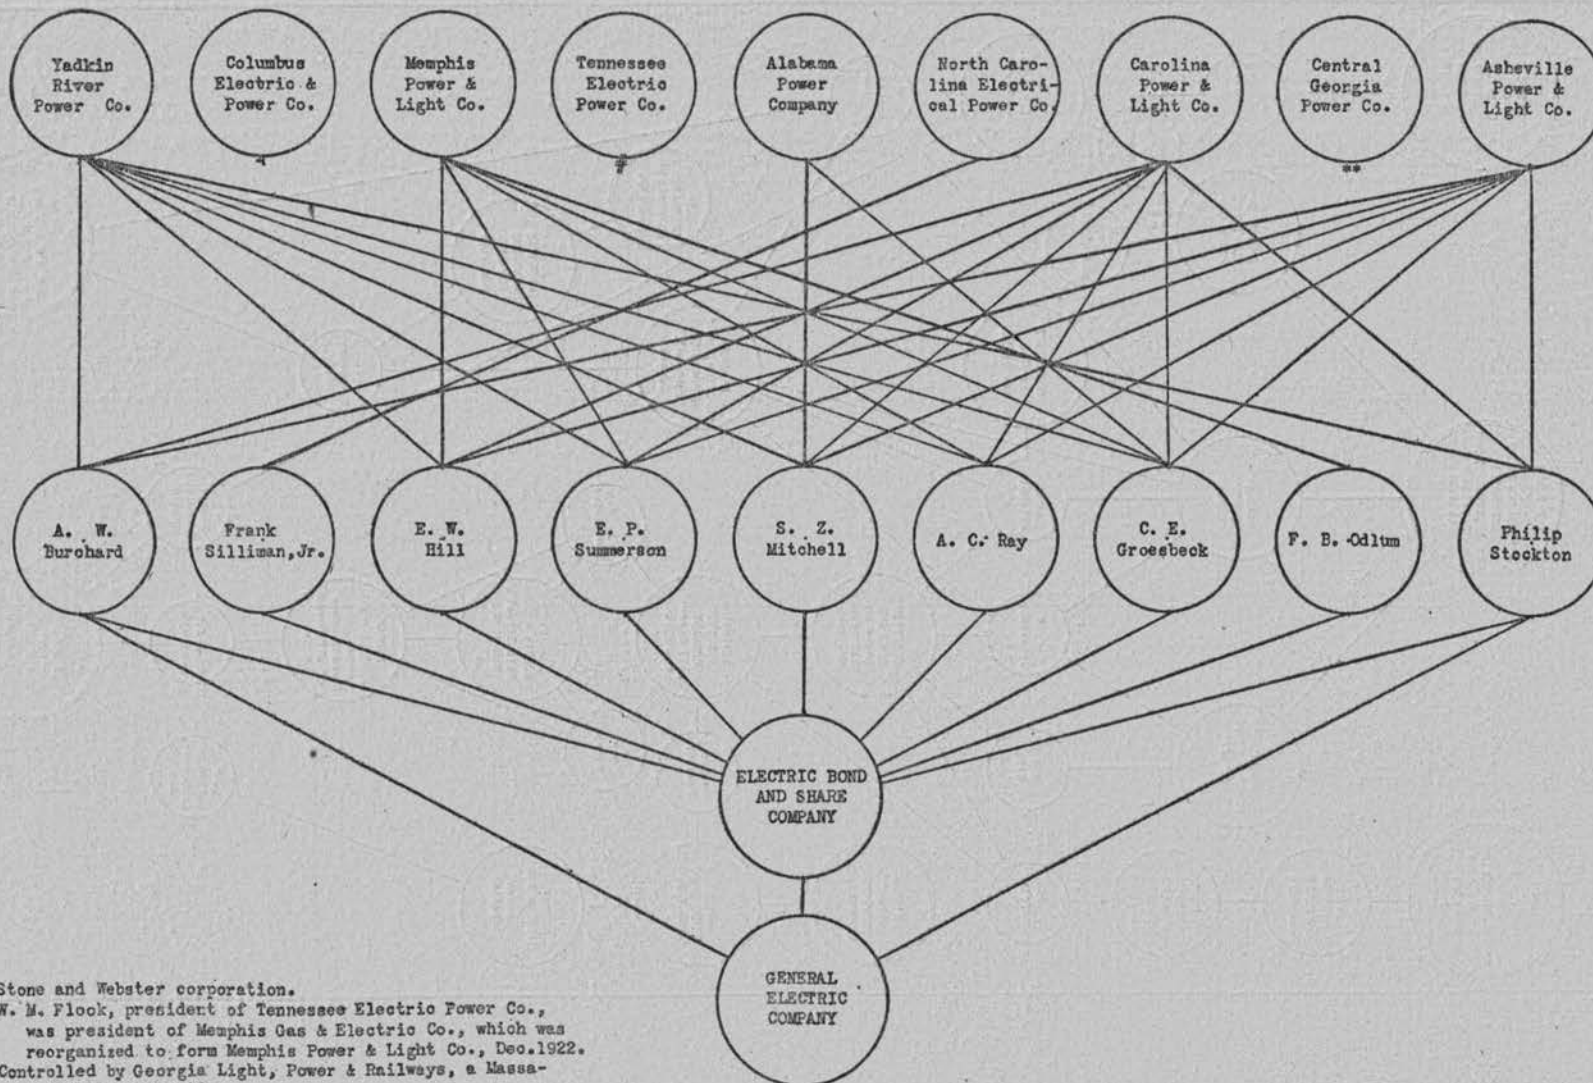 Yadkin
River
Power Co.
Columbus
Electric &
Power Co.
Memphis
Power &
Light Co.
Tennessee
Electric
Power Co.
Alabama
Power
Company
North Caro-
lina Electri-
cal Power Co.
Carolina
Power &
Light Co.
Central
Georgia
Power Co.
Asheville
Power &
Light Co.
#
**
A. W.
Burchard
Frank
Silliman, Jr.
E. W.
Hill
E. P.
Summerson
S. Z.
Mitchell
A. C. Ray
C. E.
Groesbeck
F. B. Odlum
Philip
Stockton
ELECTRIC BOND
AND SHARE
COMPANY
GENERAL
ELECTRIC
COMPANY
Stone and Webster corporation.
W. M. Flook, president of Tennessee Electric Power Co.,
was president of Memphis Gas & Electric Co., which was
reorganized to form Memphis Power & Light Co., Dec.1922.
Controlled by Georgia Light, Power & Railways, a Massa-